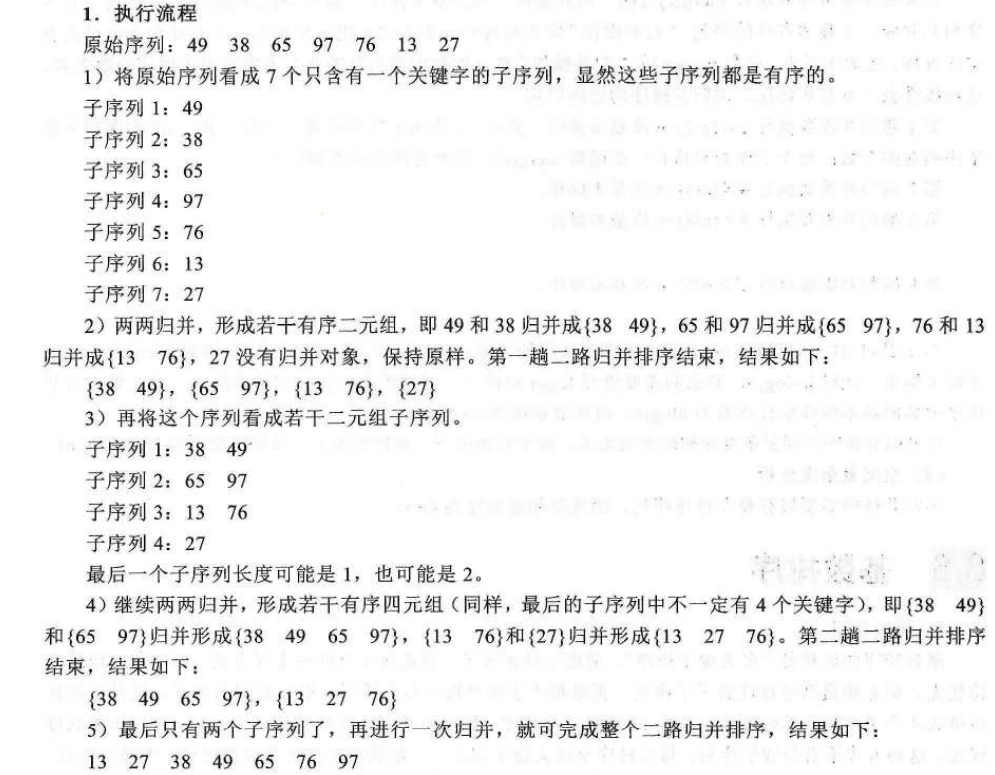 1．执行流程
原始序列：49 38 65 97 76 13 27
1）将原始序列看成 7 个只含有一个关键字的子序列，显然这些子序列都是有序的。
子序列 1：49
子序列 2：38
子序列 3：65
子序列 4：97
子序列 5：76
子序列 6：13
子序列 7：27
2）两两归并，形成若干有序二元组，即 49 和 38 归并成{38 49}，65 和 97 归并成{65 97}，76 和 13
归并成{13 76}，27 没有归并对象，保持原样。第一趟二路归并排序结束，结果如下：
{38 49}，{65 97}，{13 76}，{27}
3）再将这个序列看成若干二元组子序列。
子序列 1：38 49
子序列 2：65 97
子序列 3：13 76
子序列 4：27
最后一个子序列长度可能是 1，也可能是 2。
4）继续两两归并，形成若干有序四元组（同样，最后的子序列中不一定有 4 个关键字），即{38 49}
和{65 97}归并形成{38 49 65 97}，{13 76}和{27}归并形成{13 27 76}。第二趟二路归并排序
结束，结果如下：
{38 49 65 97}，{13 27 76}
5）最后只有两个子序列了，再进行一次归并，就可完成整个二路归并排序，结果如下：
13 27 38 49 65 76 97